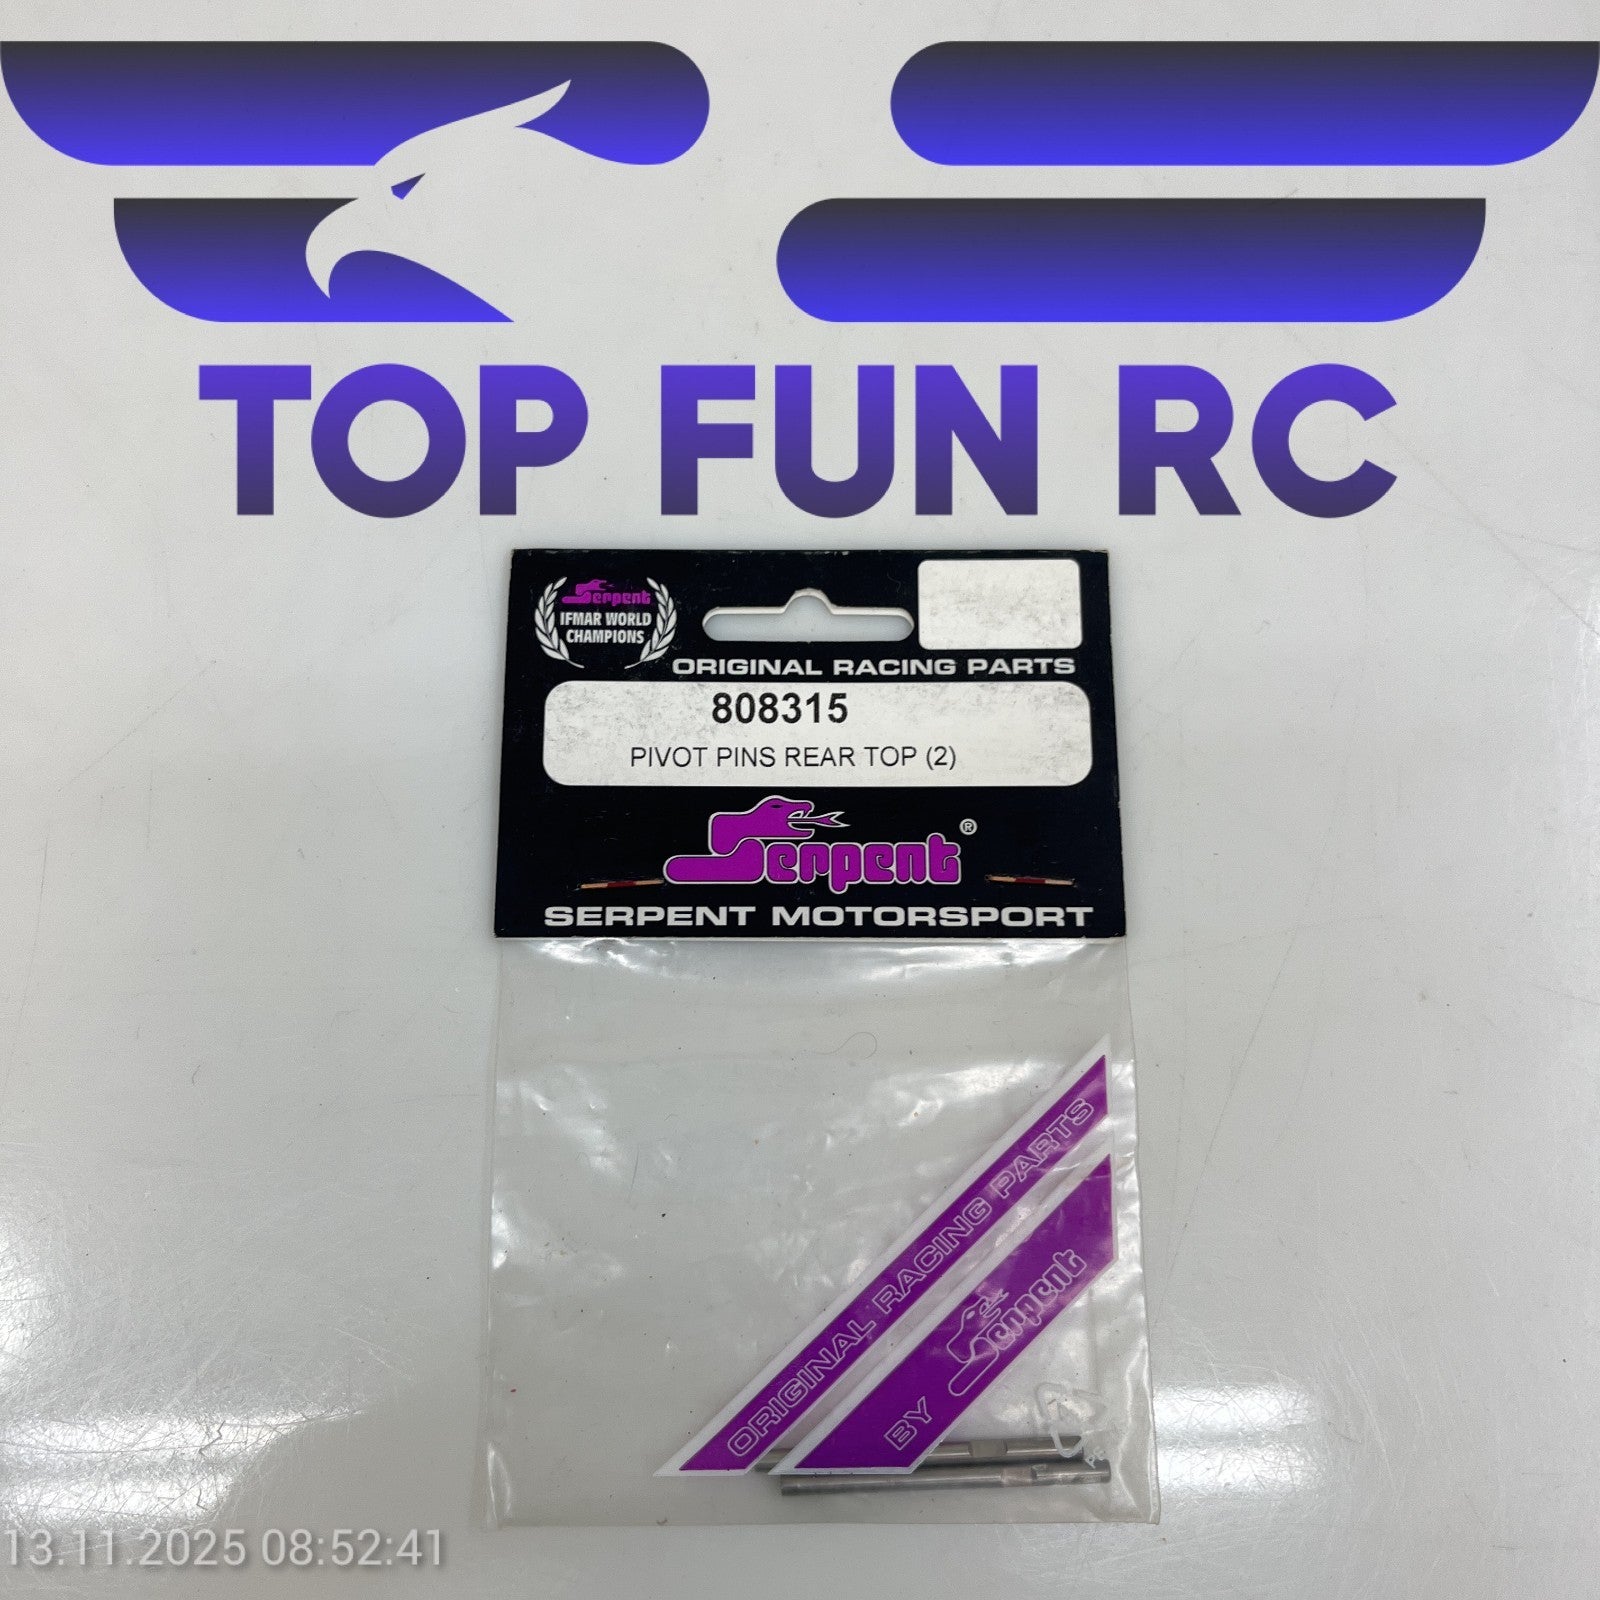 TOP FUN RC
Serpent
IFMAR WORLD
CHAMPIONS
ORIGINAL RACING PARTS
808315
PIVOT PINS REAR TOP (2)
Serpent®
SERPENT MOTORSPORT
ORIGINAL RACING PARTS
BY Serpent
PE
13.11.2025 08:52:41